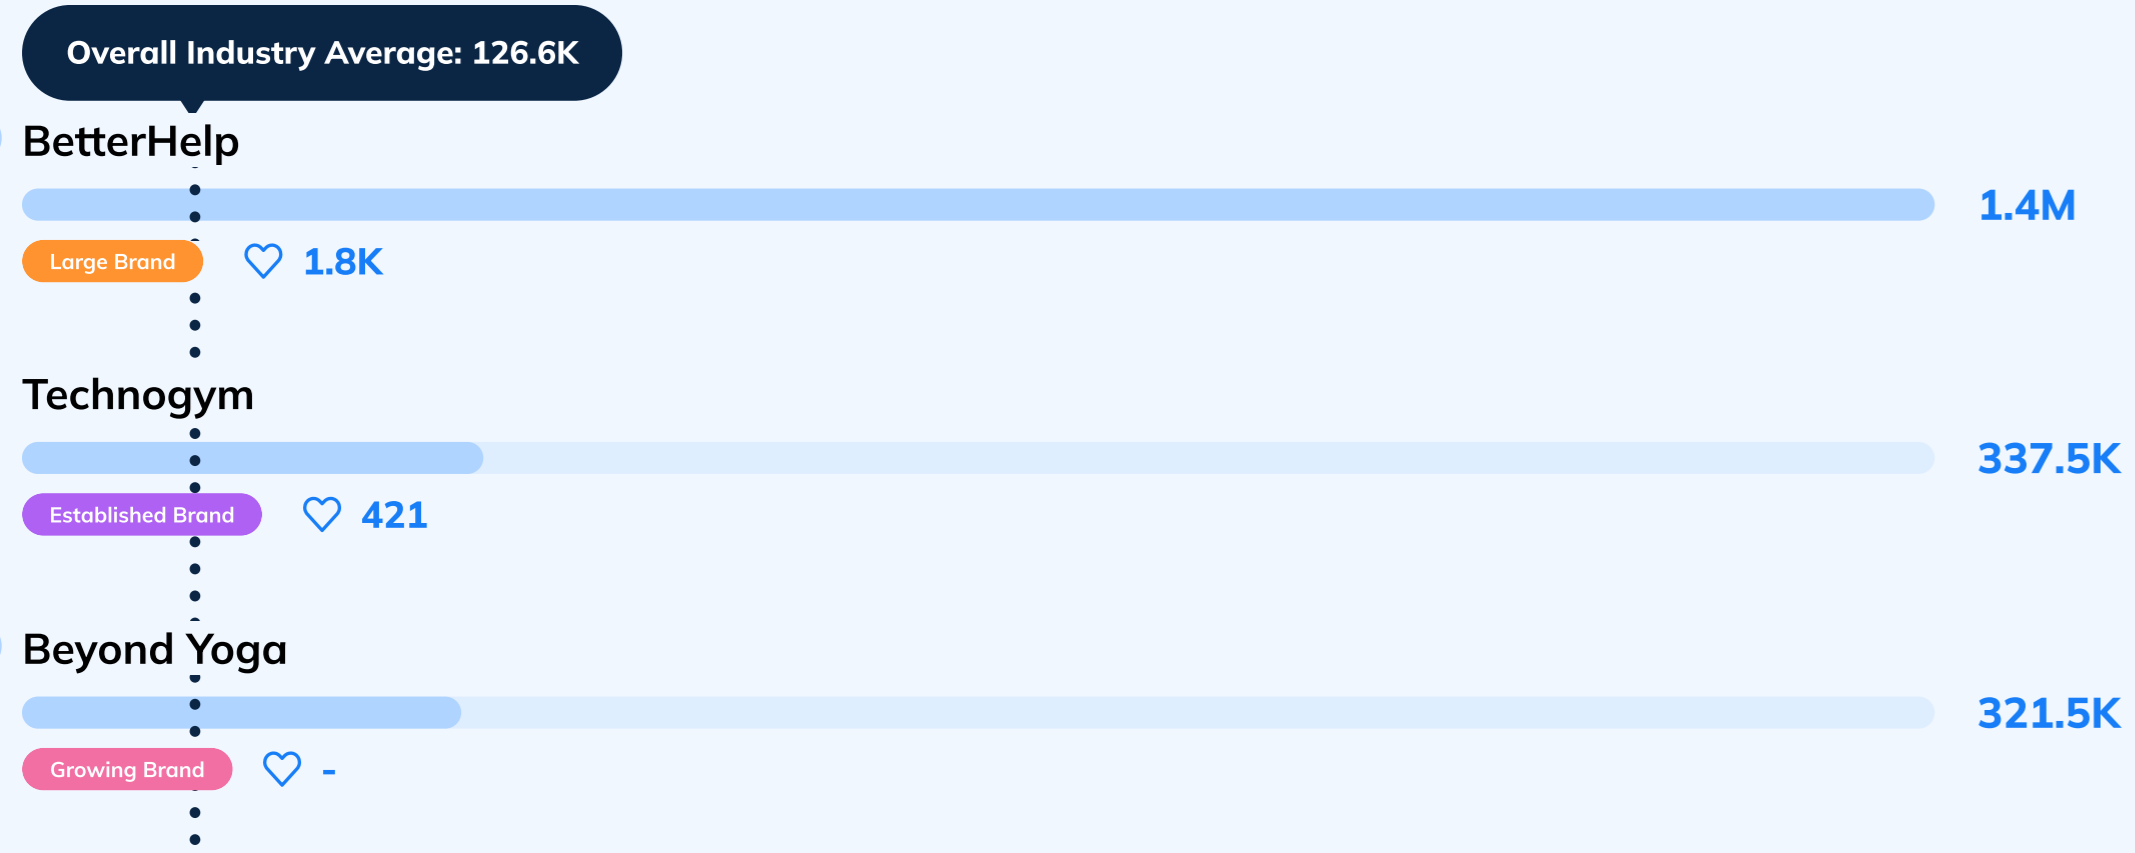 Overall Industry Average: 126.6K
BetterHelp
1.4M
Large Brand 1.8K
Technogym
337.5K
Established Brand 421
Beyond Yoga
321.5K
Growing Brand -